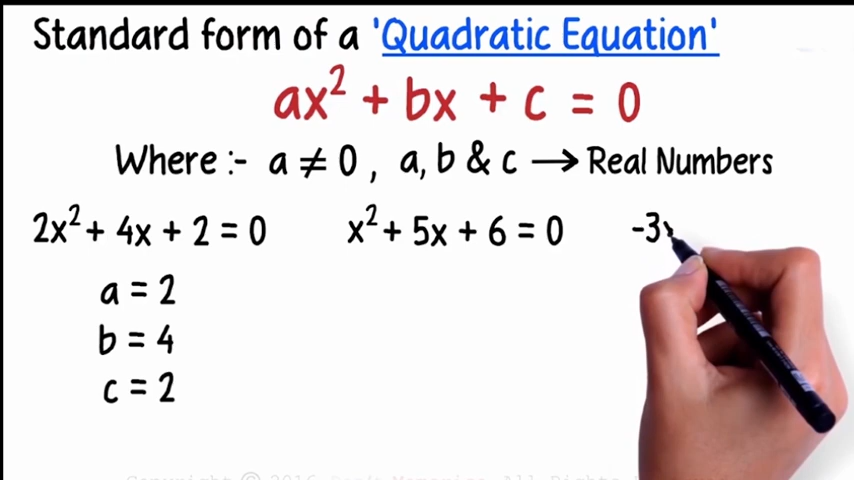 Standard form of a 'Quadratic Equation'
ax² + bx + c = 0
Where :- a ≠ 0 , a, b & c → Real Numbers
2x² + 4x + 2 = 0 x² + 5x + 6 = 0 -3x
a = 2
b = 4
c = 2